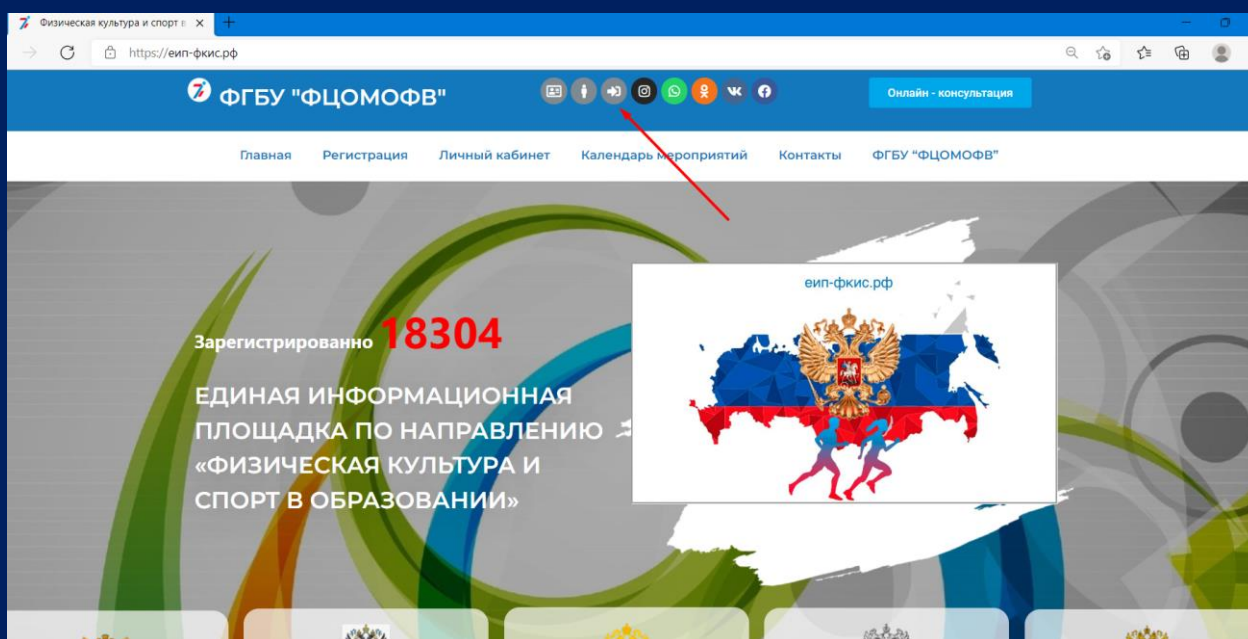 Физическая культура и спорт в
https://еип-фкис.рф
ФГБУ "ФЦОМОФВ"
Онлайн - консультация
Главная Регистрация Личный кабинет Календарь мероприятий Контакты ФГБУ “ФЦОМОФВ”
еип-фкис.рф
Зарегистрированно 18304
ЕДИНАЯ ИНФОРМАЦИОННАЯ
ПЛОЩАДКА ПО НАПРАВЛЕНИЮ
«ФИЗИЧЕСКАЯ КУЛЬТУРА И
СПОРТ В ОБРАЗОВАНИИ»